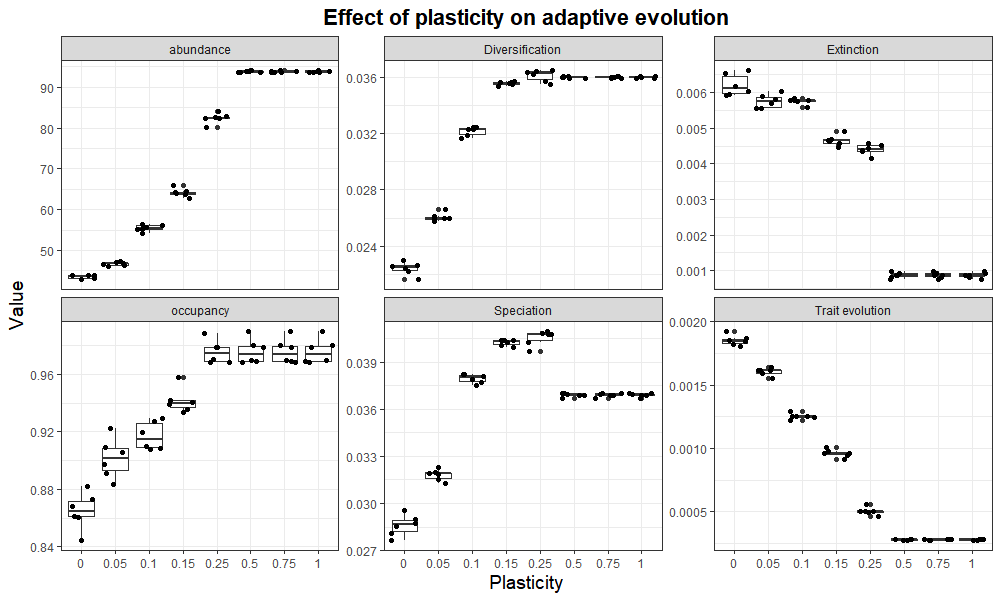 Effect of plasticity on adaptive evolution
abundance
Diversification
Extinction
90
80
70
60
50
0.036
0.032
0.028
0.024
0.006
0.005
0.004
0.003
0.002
0.001
Value
occupancy
Speciation
Trait evolution
0.96
0.92
0.88
0.84
0.039
0.036
0.033
0.030
0.027
0.0020
0.0015
0.0010
0.0005
0 0.05 0.1 0.15 0.25 0.5 0.75 1
0 0.05 0.1 0.15 0.25 0.5 0.75 1
0 0.05 0.1 0.15 0.25 0.5 0.75 1
Plasticity